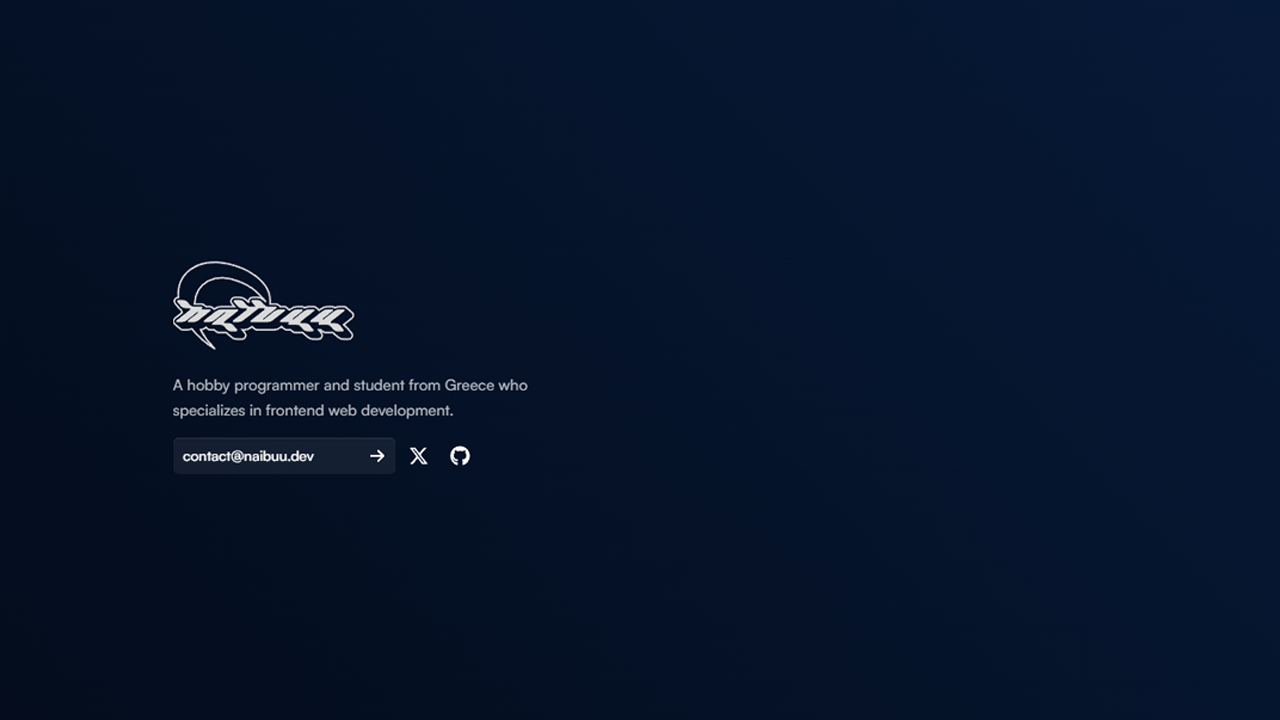 naibuu
A hobby programmer and student from Greece who
specializes in frontend web development.
contact@naibuu.dev